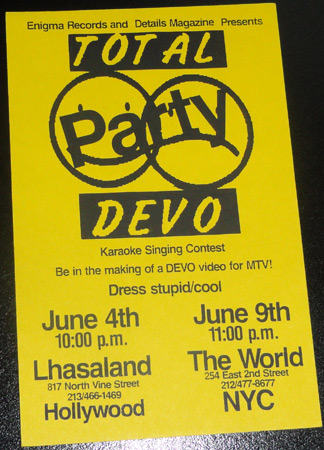 Enigma Records and Details Magazine Presents
TOTAL
Party
DEVO
Karaoke Singing Contest
Be in the making of a DEVO video for MTV!
Dress stupid/cool
June 4th
10:00 p.m.
Lhasaland
817 North Vine Street
213/466-1469
Hollywood
June 9th
11:00 p.m.
The World
254 East 2nd Street
212/477-8677
NYC